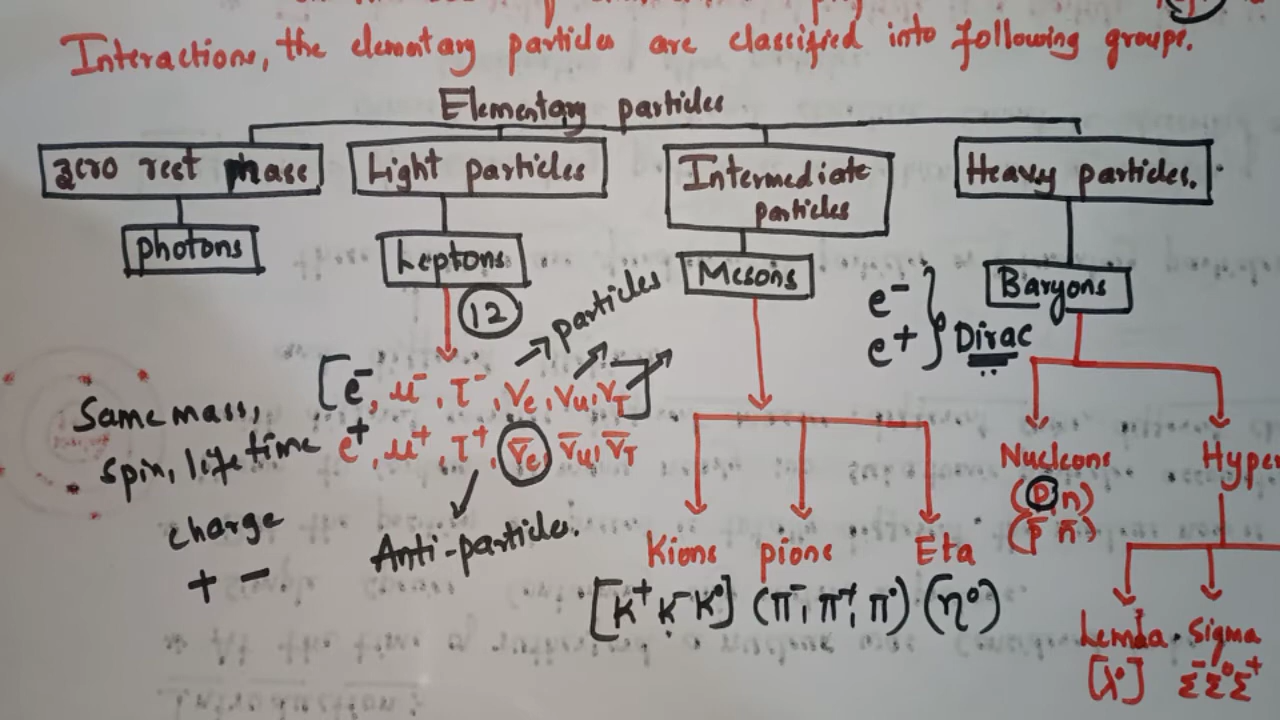 Interactions, the elementary particles are classified into following groups.
Elementary particles
zero rest mass
Light particles
Intermediate particles
Heavy particles.
photons
Leptons
Mesons
Baryons
12
particles
e⁻
e⁺
Dirac
[e⁻, μ⁻, τ⁻, νe, νμ, ντ]
e⁺, μ⁺, τ⁺, ν̄e, ν̄μ, ν̄τ
Same mass,
spin, life time
charge
+ −
Anti-particles.
Kions
pions
Eta
[K⁺ K⁻ K⁰]
(π⁻, π⁺, π⁰)
(η⁰)
Nucleons
(p, n)
(p̄ n̄)
Hype
Lemda
Sigma
[λ⁰]
Σ⁻ Σ⁰ Σ⁺